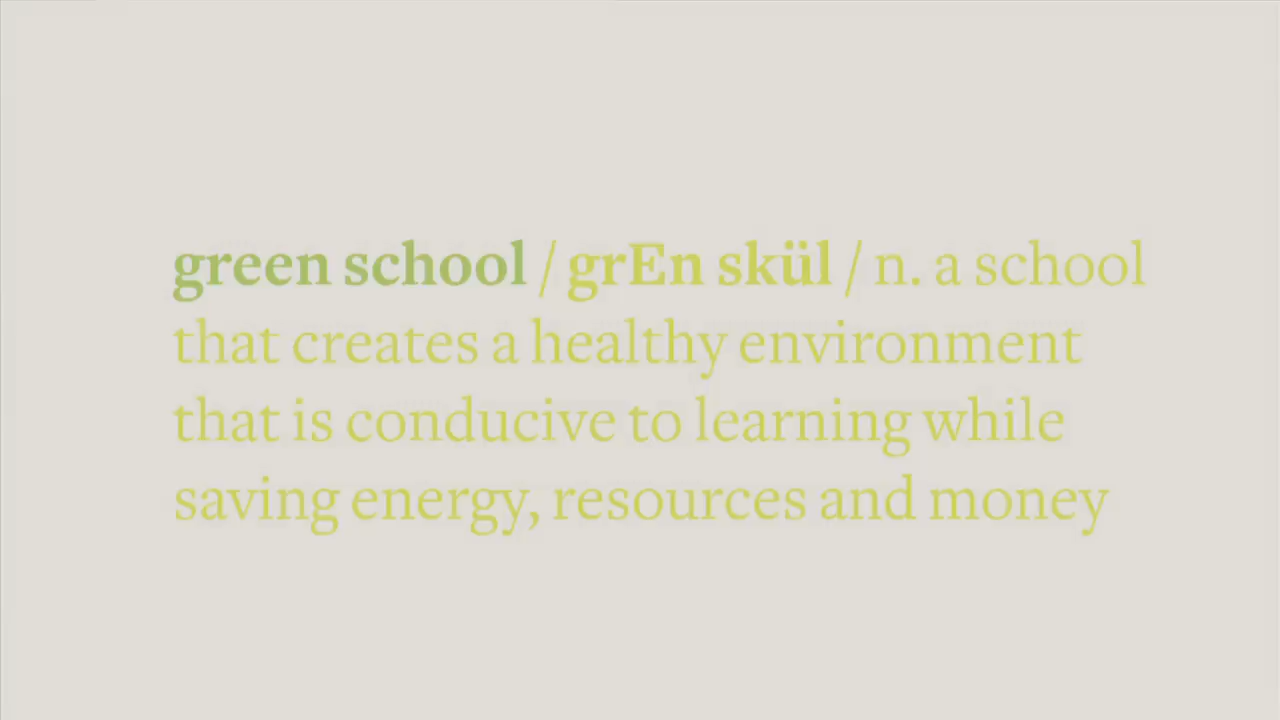 green school / grEn skül / n. a school
that creates a healthy environment
that is conducive to learning while
saving energy, resources and money